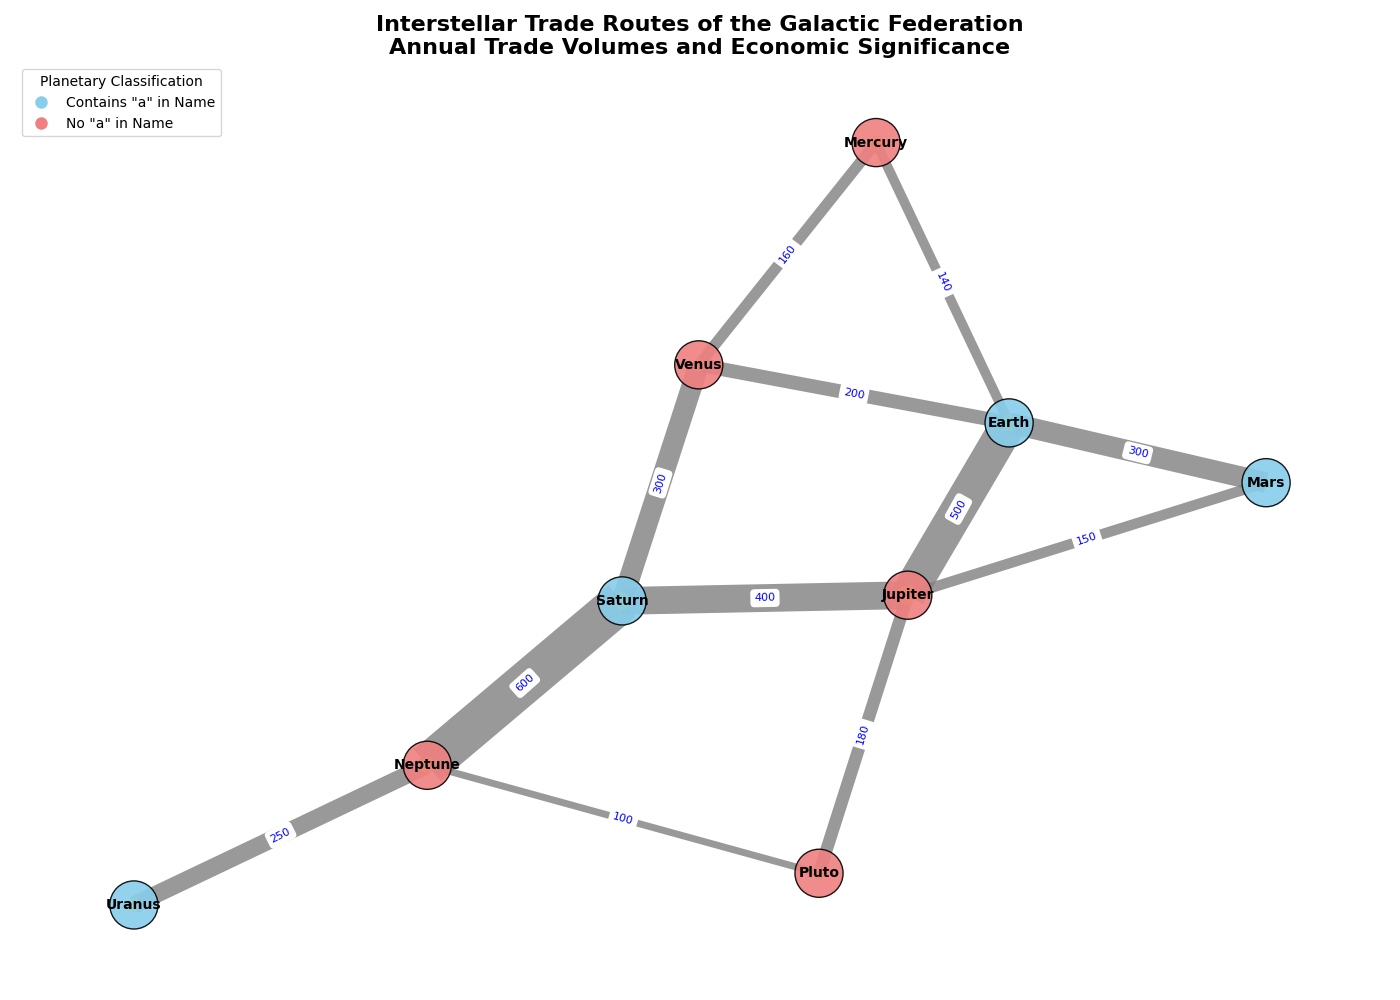 Interstellar Trade Routes of the Galactic Federation
Annual Trade Volumes and Economic Significance
Planetary Classification
Contains "a" in Name
No "a" in Name
Mercury
160
140
Venus
200
Earth
300
300
Mars
500
150
Saturn
400
Jupiter
600
180
Neptune
100
250
Pluto
Uranus